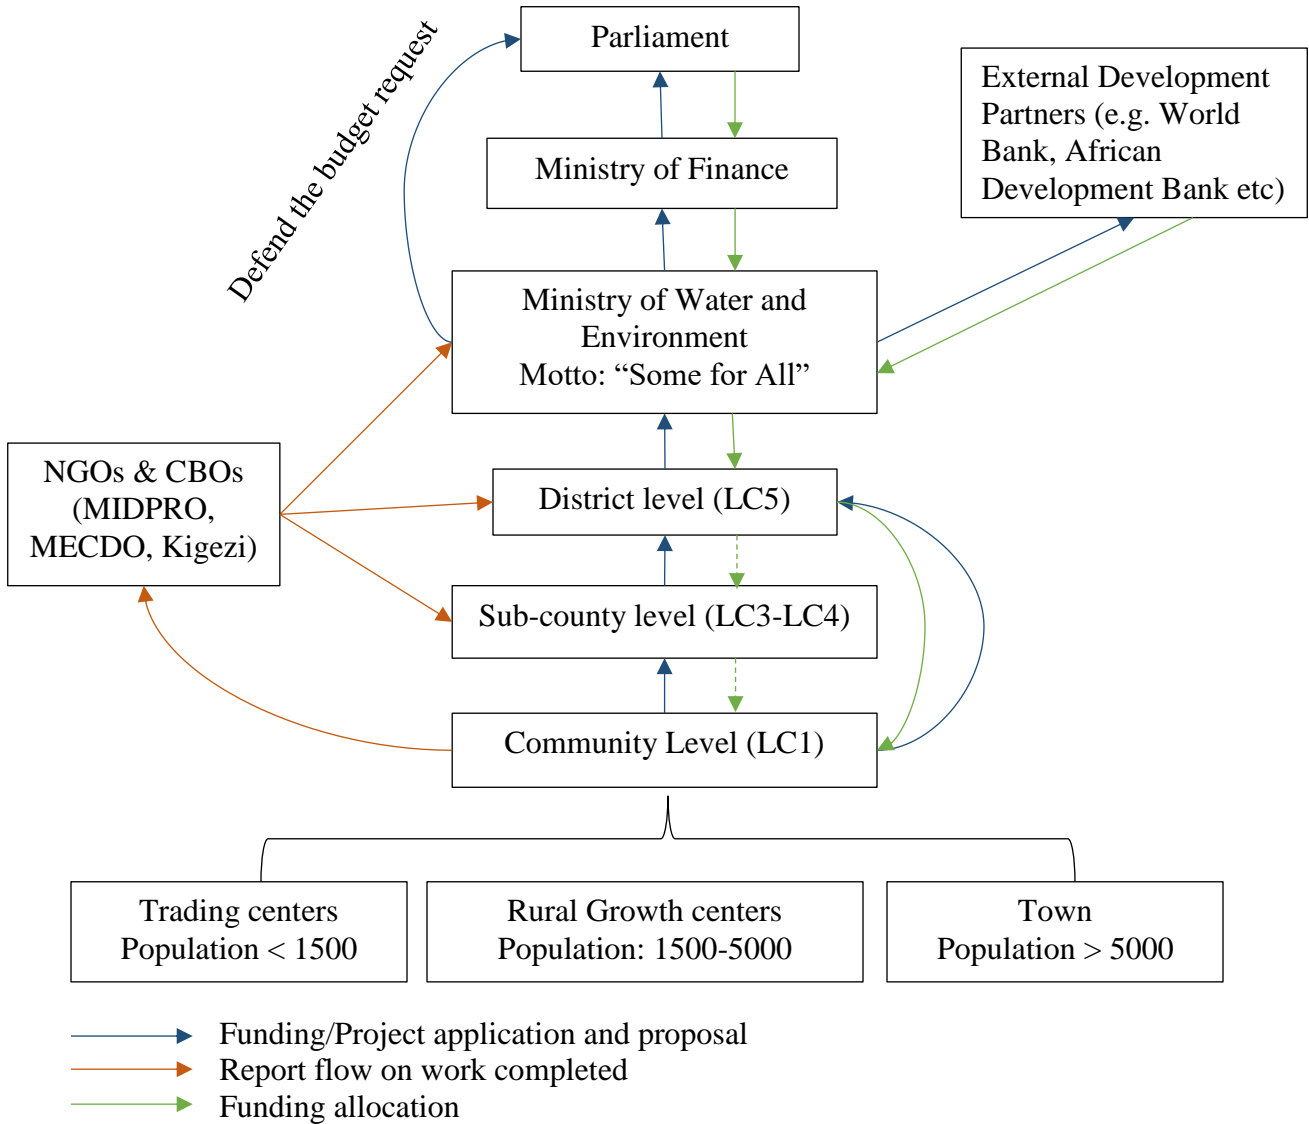 Parliament
Defend the budget request
External Development
Partners (e.g. World
Bank, African
Development Bank etc)
Ministry of Finance
Ministry of Water and
Environment
Motto: “Some for All”
NGOs & CBOs
(MIDPRO,
MECDO, Kigezi)
District level (LC5)
Sub-county level (LC3-LC4)
Community Level (LC1)
Trading centers
Population < 1500
Rural Growth centers
Population: 1500-5000
Town
Population > 5000
Funding/Project application and proposal
Report flow on work completed
Funding allocation